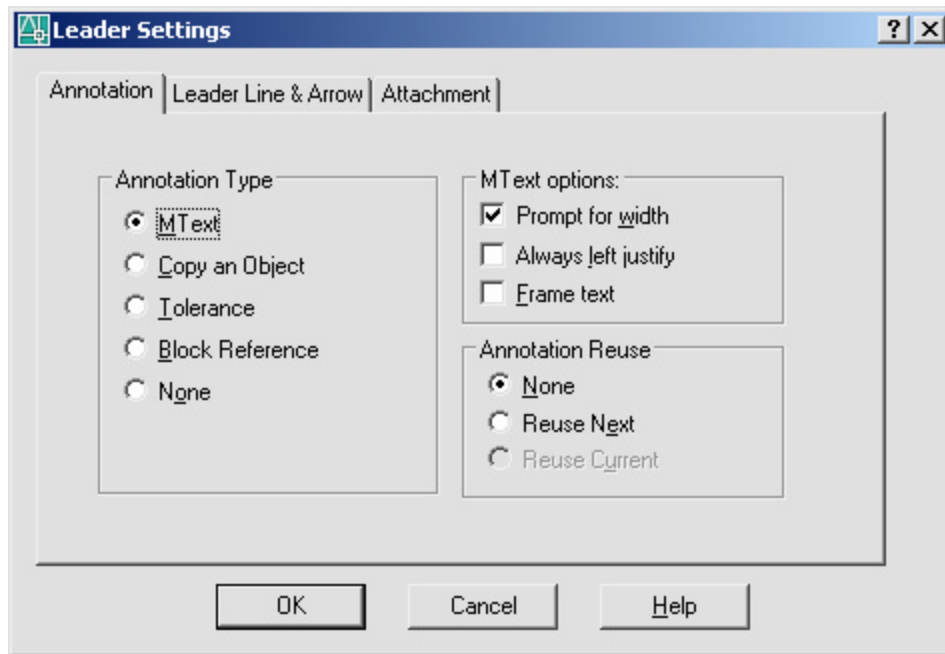 Leader Settings
Annotation
Leader Line & Arrow
Attachment
Annotation Type
MText
Copy an Object
Tolerance
Block Reference
None
MText options:
Prompt for width
Always left justify
Frame text
Annotation Reuse
None
Reuse Next
Reuse Current
OK
Cancel
Help